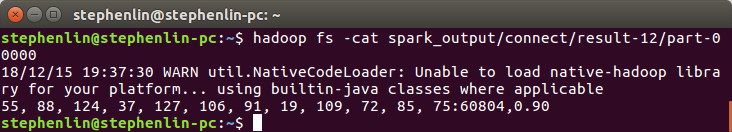 stephenlin@stephenlin-pc: ~
stephenlin@stephenlin-pc:~$ hadoop fs -cat spark_output/connect/result-12/part-0
0000
18/12/15 19:37:30 WARN util.NativeCodeLoader: Unable to load native-hadoop libra
ry for your platform... using builtin-java classes where applicable
55, 88, 124, 37, 127, 106, 91, 19, 109, 72, 85, 75:60804,0.90
stephenlin@stephenlin-pc:~$